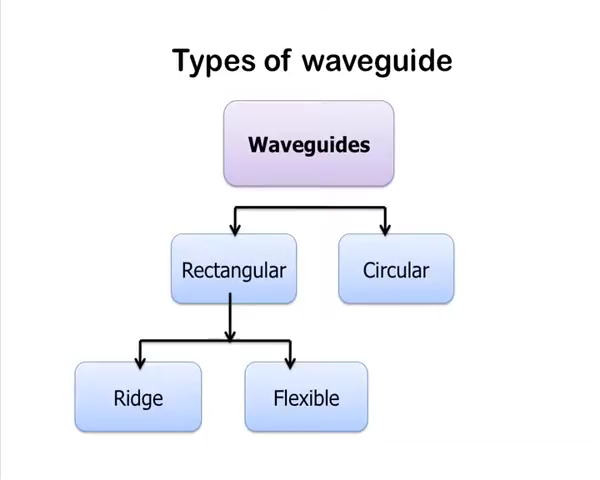 Types of waveguide
Waveguides
Rectangular
Circular
Ridge
Flexible